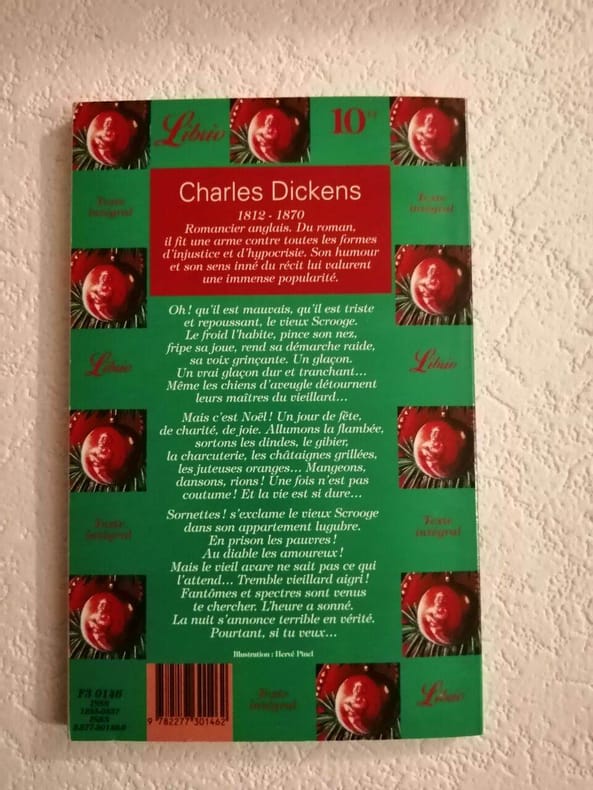 Librio
10F
Charles Dickens
1812 - 1870
Romancier anglais. Du roman,
il fit une arme contre toutes les formes
d'injustice et d'hypocrisie. Son humour
et son sens inné du récit lui valurent
une immense popularité.
Texte
intégral
Texte
intégral
Oh ! qu'il est mauvais, qu'il est triste
et repoussant, le vieux Scrooge.
Le froid l'habite, pince son nez,
fripe sa joue, rend sa démarche raide,
sa voix grinçante. Un glaçon.
Un vrai glaçon dur et tranchant...
Même les chiens d'aveugle détournent
leurs maîtres du vieillard...
Librio
Librio
Mais c'est Noël ! Un jour de fête,
de charité, de joie. Allumons la flambée,
sortons les dindes, le gibier,
la charcuterie, les châtaignes grillées,
les juteuses oranges... Mangeons,
dansons, rions ! Une fois n'est pas
coutume ! Et la vie est si dure...
Texte
intégral
Texte
intégral
Sornettes ! s'exclame le vieux Scrooge
dans son appartement lugubre.
En prison les pauvres !
Au diable les amoureux !
Mais le vieil avare ne sait pas ce qui
l'attend... Tremble vieillard aigri !
Fantômes et spectres sont venus
te chercher. L'heure a sonné.
La nuit s'annonce terrible en vérité.
Pourtant, si tu veux...
Illustration : Hervé Pinel
F3 0146
ISSN
ISBN
9 782277 301462
Texte
intégral
Librio